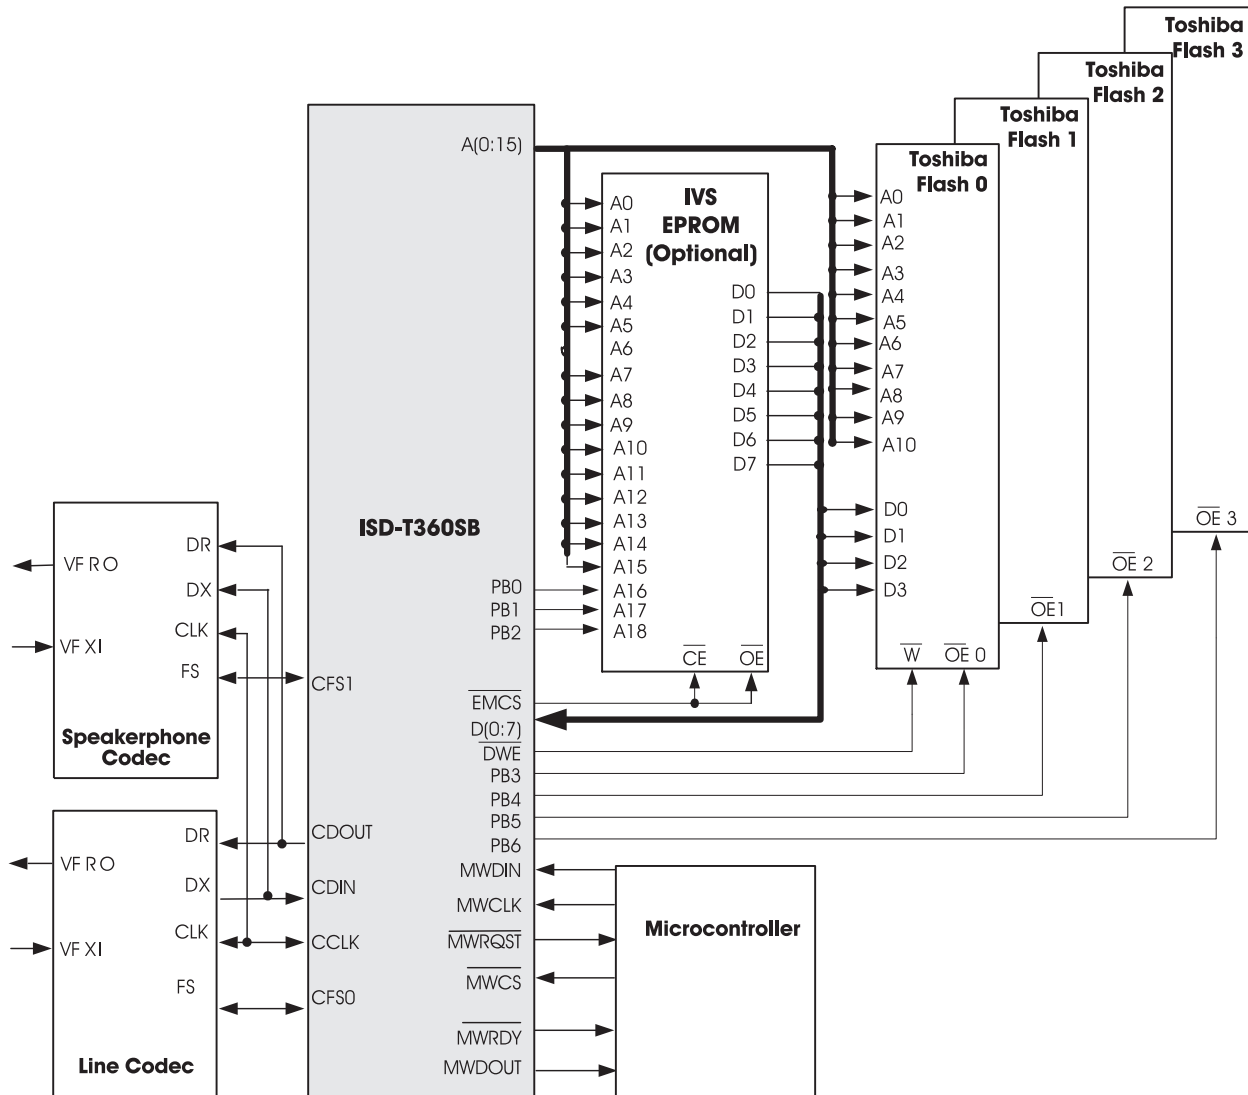 Toshiba
Flash 3
Toshiba
Flash 2
Toshiba
Flash 1
Toshiba
Flash 0
A0
A1
A2
A3
A4
A5
A6
A7
A8
A9
A10
D0
D1
D2
D3
W
OE 0
OE1
OE 2
OE 3
IVS
EPROM
(Optional)
A0
A1
A2
A3
A4
A5
A6
A7
A8
A9
A10
A11
A12
A13
A14
A15
A16
A17
A18
D0
D1
D2
D3
D4
D5
D6
D7
CE
OE
ISD-T360SB
A(0:15)
PB0
PB1
PB2
EMCS
D(0:7)
DWE
PB3
PB4
PB5
PB6
MWDIN
MWCLK
MWRQST
MWCS
MWRDY
MWDOUT
CFS1
CDOUT
CDIN
CCLK
CFS0
DR
VF RO
DX
CLK
VF XI
FS
Speakerphone
Codec
DR
VF RO
DX
CLK
VF XI
FS
Line Codec
Microcontroller